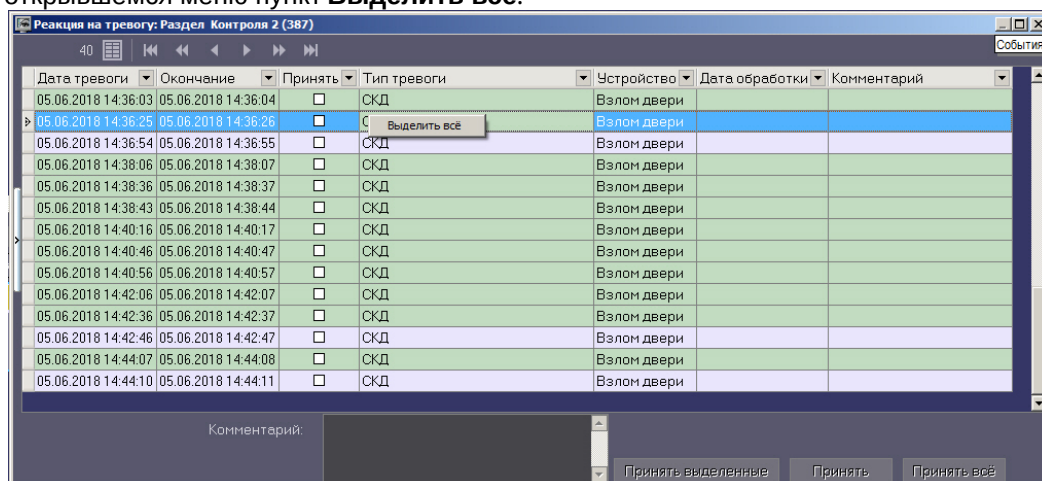 открывшемся меню пункт Выделить всё.
Реакция на тревогу: Раздел Контроля 2 (387)
40
События
Дата тревоги Окончание Принять Тип тревоги Устройство Дата обработки Комментарий
05.06.2018 14:36:03 05.06.2018 14:36:04 СКД Взлом двери
05.06.2018 14:36:25 05.06.2018 14:36:26 Выделить всё Взлом двери
05.06.2018 14:36:54 05.06.2018 14:36:55 СКД Взлом двери
05.06.2018 14:38:06 05.06.2018 14:38:07 СКД Взлом двери
05.06.2018 14:38:36 05.06.2018 14:38:37 СКД Взлом двери
05.06.2018 14:38:43 05.06.2018 14:38:44 СКД Взлом двери
05.06.2018 14:40:16 05.06.2018 14:40:17 СКД Взлом двери
05.06.2018 14:40:46 05.06.2018 14:40:47 СКД Взлом двери
05.06.2018 14:40:56 05.06.2018 14:40:57 СКД Взлом двери
05.06.2018 14:42:06 05.06.2018 14:42:07 СКД Взлом двери
05.06.2018 14:42:36 05.06.2018 14:42:37 СКД Взлом двери
05.06.2018 14:42:46 05.06.2018 14:42:47 СКД Взлом двери
05.06.2018 14:44:07 05.06.2018 14:44:08 СКД Взлом двери
05.06.2018 14:44:10 05.06.2018 14:44:11 СКД Взлом двери
Комментарий:
Принять выделенные Принять Принять всё